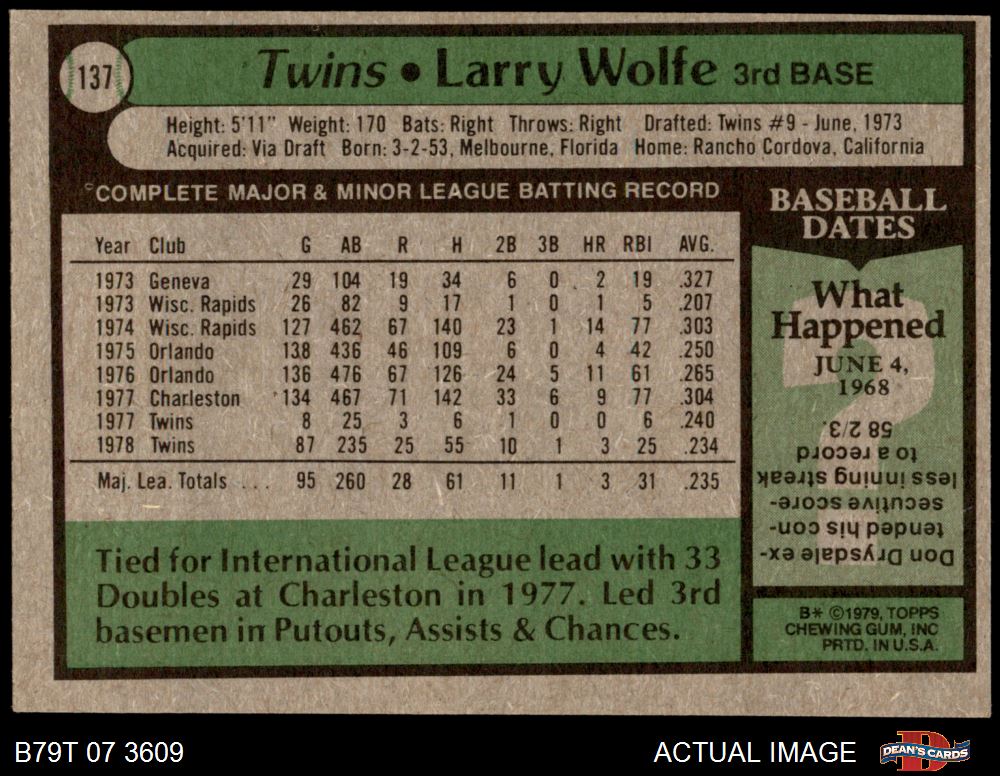 137
Twins • Larry Wolfe 3rd BASE
Height: 5'11" Weight: 170 Bats: Right Throws: Right Drafted: Twins #9 - June, 1973
Acquired: Via Draft Born: 3-2-53, Melbourne, Florida Home: Rancho Cordova, California
COMPLETE MAJOR & MINOR LEAGUE BATTING RECORD
Year Club G AB R H 2B 3B HR RBI AVG.
1973 Geneva 29 104 19 34 6 0 2 19 .327
1973 Wisc. Rapids 26 82 9 17 1 0 1 5 .207
1974 Wisc. Rapids 127 462 67 140 23 1 14 77 .303
1975 Orlando 138 436 46 109 6 0 4 42 .250
1976 Orlando 136 476 67 126 24 5 11 61 .265
1977 Charleston 134 467 71 142 33 6 9 77 .304
1977 Twins 8 25 3 6 1 0 0 6 .240
1978 Twins 87 235 25 55 10 1 3 25 .234
Maj. Lea. Totals ... 95 260 28 61 11 1 3 31 .235
Tied for International League lead with 33
Doubles at Charleston in 1977. Led 3rd
basemen in Putouts, Assists & Chances.
BASEBALL
DATES
What
Happened
JUNE 4,
1968
Don Drysdale ex-
tended his con-
secutive score-
less inning streak
to a record
58 2/3.
B* ©1979, TOPPS
CHEWING GUM, INC
PRTD. IN U.S.A.
B79T 07 3609
ACTUAL IMAGE
D
DEAN'S CARDS